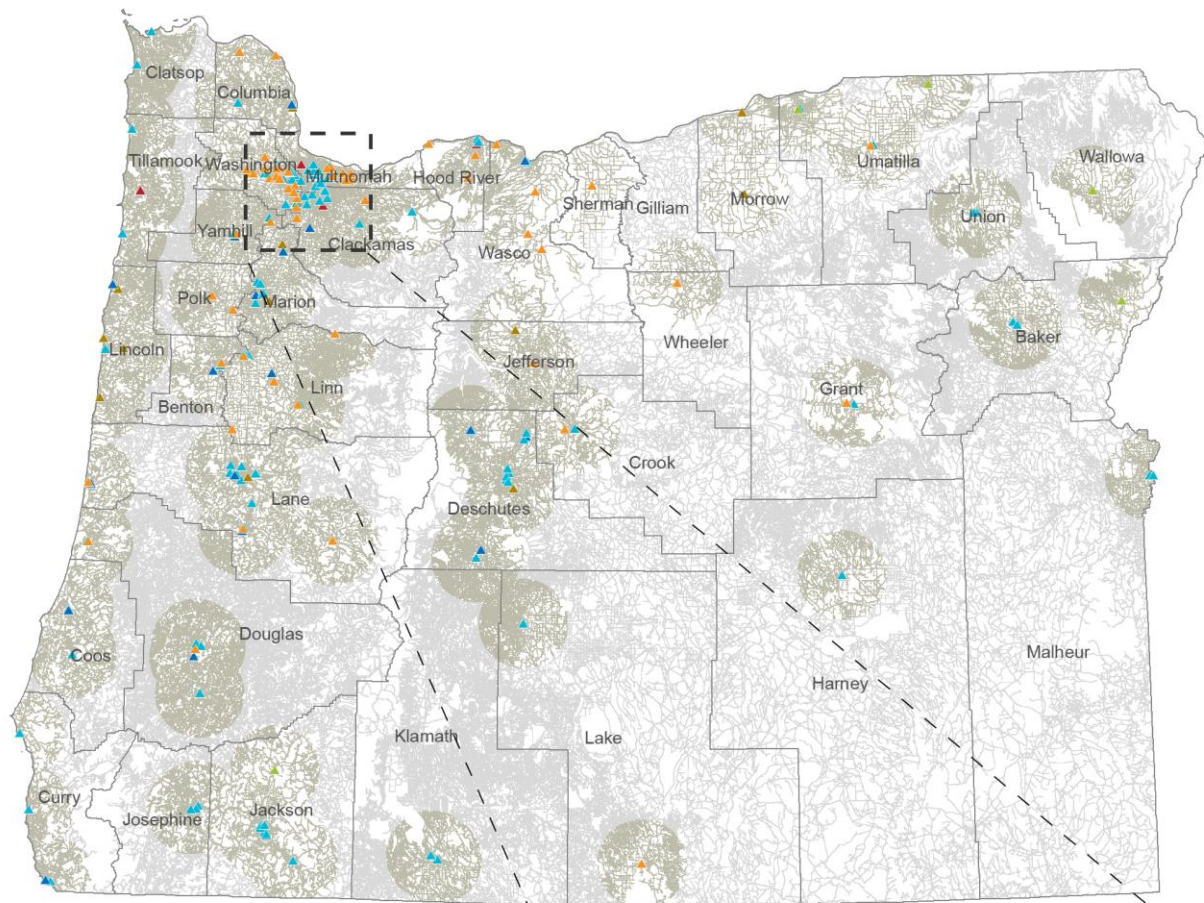 Clatsop
Columbia
Tillamook
Washington
Multnomah
Hood River
Umatilla
Wallowa
Sherman
Gilliam
Morrow
Union
Yamhill
Clackamas
Wasco
Polk
Marion
Wheeler
Baker
Lincoln
Jefferson
Linn
Grant
Benton
Crook
Lane
Deschutes
Douglas
Coos
Malheur
Harney
Klamath
Lake
Curry
Josephine
Jackson